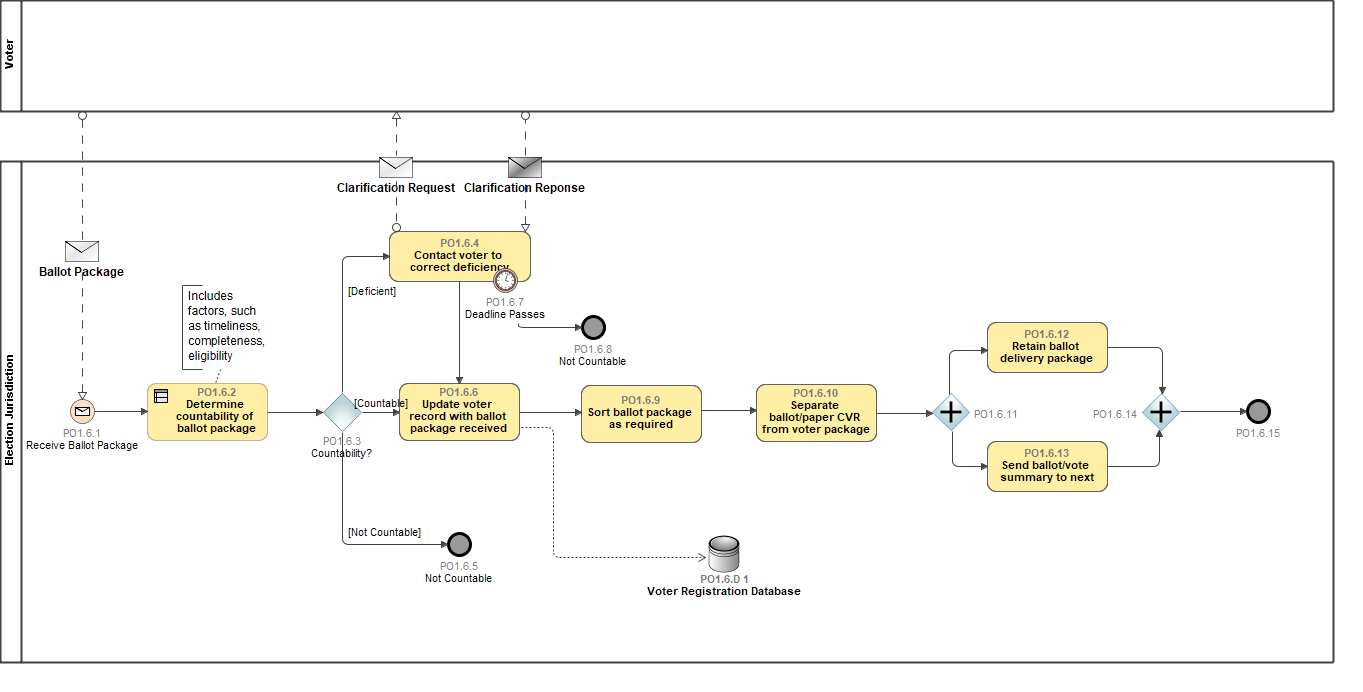 Voter
Election Jurisdiction
Clarification Request
Clarification Reponse
Ballot Package
PO1.6.4
Contact voter to
correct deficiency
[Deficient]
PO1.6.7
Deadline Passes
PO1.6.8
Not Countable
Includes
factors, such
as timeliness,
completeness,
eligibility
PO1.6.1
Receive Ballot Package
PO1.6.2
Determine
countability of
ballot package
PO1.6.3
Countability?
[Countable]
PO1.6.6
Update voter
record with ballot
package received
PO1.6.9
Sort ballot package
as required
PO1.6.10
Separate
ballot/paper CVR
from voter package
PO1.6.11
PO1.6.12
Retain ballot
delivery package
PO1.6.13
Send ballot/vote
summary to next
PO1.6.14
PO1.6.15
[Not Countable]
PO1.6.5
Not Countable
PO1.6.D 1
Voter Registration Database